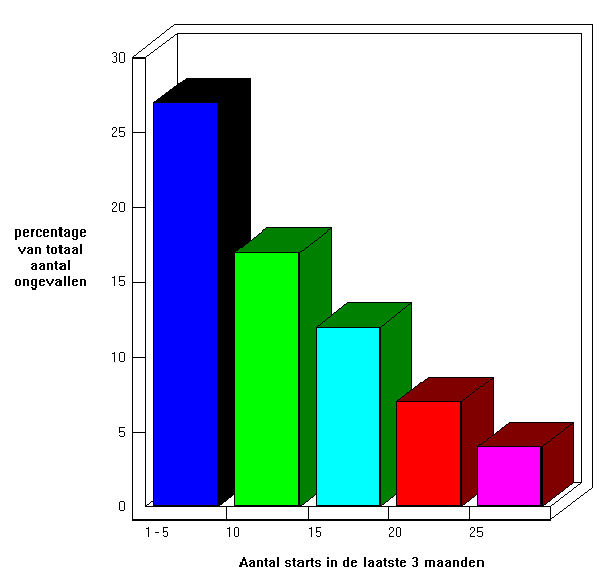 30
25
20
15
10
5
0
percentage
van totaal
aantal
ongevallen
1 - 5 10 15 20 25
Aantal starts in de laatste 3 maanden